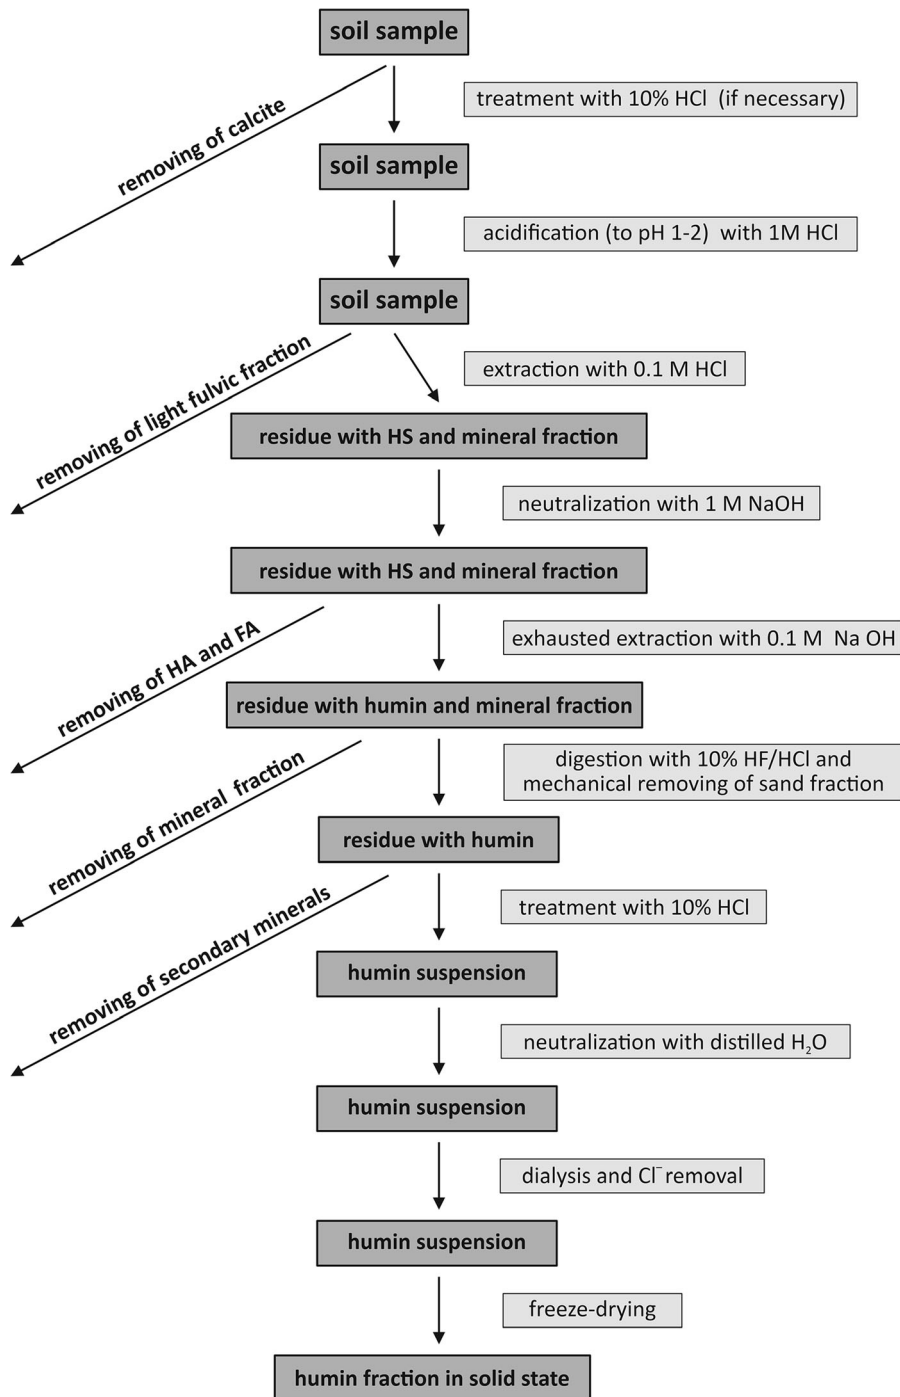 soil sample
treatment with 10% HCl (if necessary)
removing of calcite
soil sample
acidification (to pH 1-2) with 1M HCl
soil sample
extraction with 0.1 M HCl
removing of light fulvic fraction
residue with HS and mineral fraction
neutralization with 1 M NaOH
residue with HS and mineral fraction
exhausted extraction with 0.1 M Na OH
removing of HA and FA
residue with humin and mineral fraction
digestion with 10% HF/HCl and
mechanical removing of sand fraction
removing of mineral fraction
residue with humin
treatment with 10% HCl
removing of secondary minerals
humin suspension
neutralization with distilled H₂O
humin suspension
dialysis and Cl⁻ removal
humin suspension
freeze-drying
humin fraction in solid state